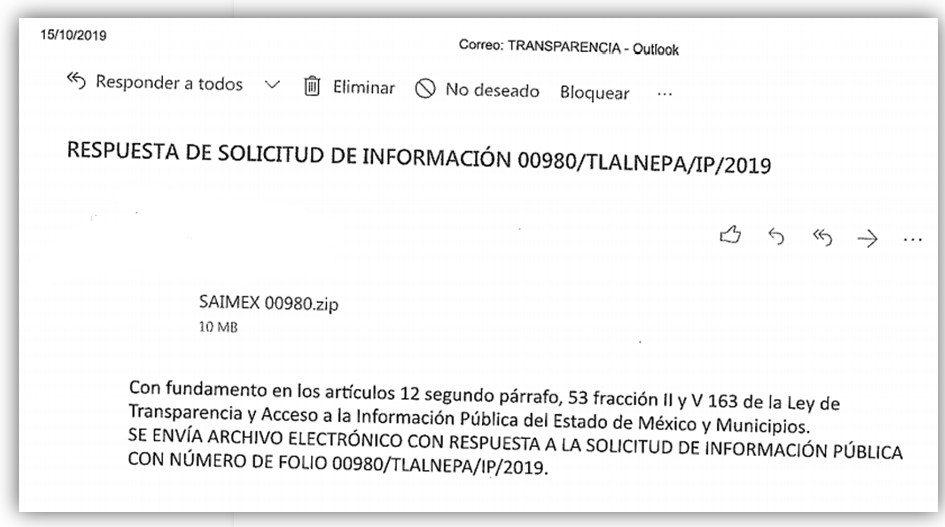 15/10/2019
Correo: TRANSPARENCIA - Outlook
Responder a todos Eliminar No deseado Bloquear ...
RESPUESTA DE SOLICITUD DE INFORMACIÓN 00980/TLALNEPA/IP/2019
...
SAIMEX 00980.zip
10 MB
Con fundamento en los artículos 12 segundo párrafo, 53 fracción II y V 163 de la Ley de
Transparencia y Acceso a la Información Pública del Estado de México y Municipios.
SE ENVÍA ARCHIVO ELECTRÓNICO CON RESPUESTA A LA SOLICITUD DE INFORMACIÓN PÚBLICA
CON NÚMERO DE FOLIO 00980/TLALNEPA/IP/2019.